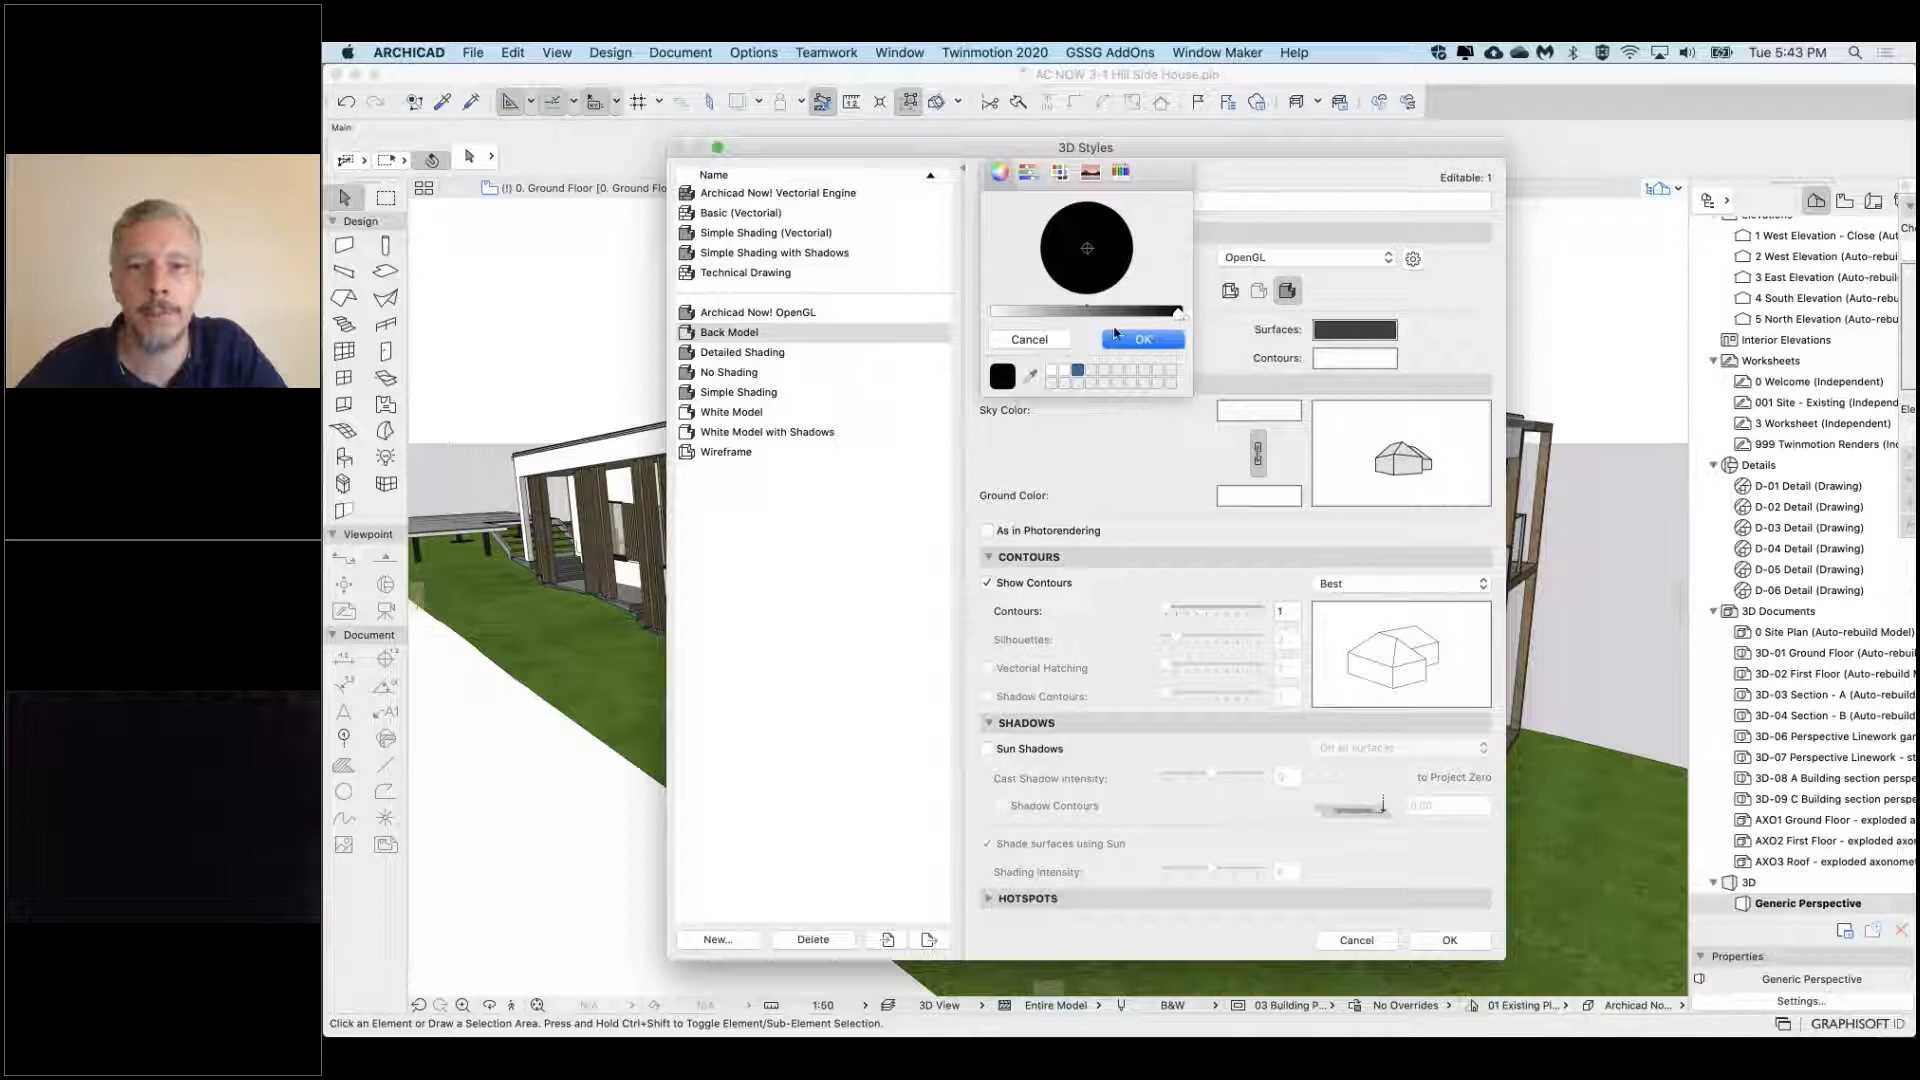 ARCHICAD File Edit View Design Document Options Teamwork Window Twinmotion 2020 GSSG AddOns Window Maker Help Tue 5:43 PM
AC NOW 3-1 Hill Side House.pln
Main:
3D Styles
(!) 0. Ground Floor [0. Ground Flo
Name
Archicad Now! Vectorial Engine
Basic (Vectorial)
Simple Shading (Vectorial)
Simple Shading with Shadows
Technical Drawing
Archicad Now! OpenGL
Back Model
Detailed Shading
No Shading
Simple Shading
White Model
White Model with Shadows
Wireframe
New...
Delete
Editable: 1
OpenGL
Surfaces:
Contours:
Cancel
OK
Sky Color:
Ground Color:
As in Photorendering
CONTOURS
Show Contours
Best
Contours:
1
Silhouettes:
Vectorial Hatching
Shadow Contours:
SHADOWS
Sun Shadows
On all surfaces
Cast Shadow Intensity:
to Project Zero
Shadow Contours
0.00
Shade surfaces using Sun
Shading Intensity:
HOTSPOTS
Cancel
OK
Design
Viewpoint
Document
Elevations
1 West Elevation - Close (Aut
2 West Elevation (Auto-rebui
3 East Elevation (Auto-rebuil
4 South Elevation (Auto-rebu
5 North Elevation (Auto-rebu
Interior Elevations
Worksheets
0 Welcome (Independent)
001 Site - Existing (Independ
3 Worksheet (Independent)
999 Twinmotion Renders (Inc
Details
D-01 Detail (Drawing)
D-02 Detail (Drawing)
D-03 Detail (Drawing)
D-04 Detail (Drawing)
D-05 Detail (Drawing)
D-06 Detail (Drawing)
3D Documents
0 Site Plan (Auto-rebuild Model)
3D-01 Ground Floor (Auto-rebuild
3D-02 First Floor (Auto-rebuild M
3D-03 Section - A (Auto-rebuild
3D-04 Section - B (Auto-rebuild
3D-06 Perspective Linework gar
3D-07 Perspective Linework - st
3D-08 A Building section perspe
3D-09 C Building section perspe
AXO1 Ground Floor - exploded a
AXO2 First Floor - exploded axo
AXO3 Roof - exploded axonomet
3D
Generic Perspective
Properties
Generic Perspective
Settings...
N/A N/A 1:50 3D View Entire Model B&W 03 Building P... No Overrides 01 Existing Pl... Archicad No...
Click an Element or Draw a Selection Area. Press and Hold Ctrl+Shift to Toggle Element/Sub-Element Selection.
GRAPHISOFT ID